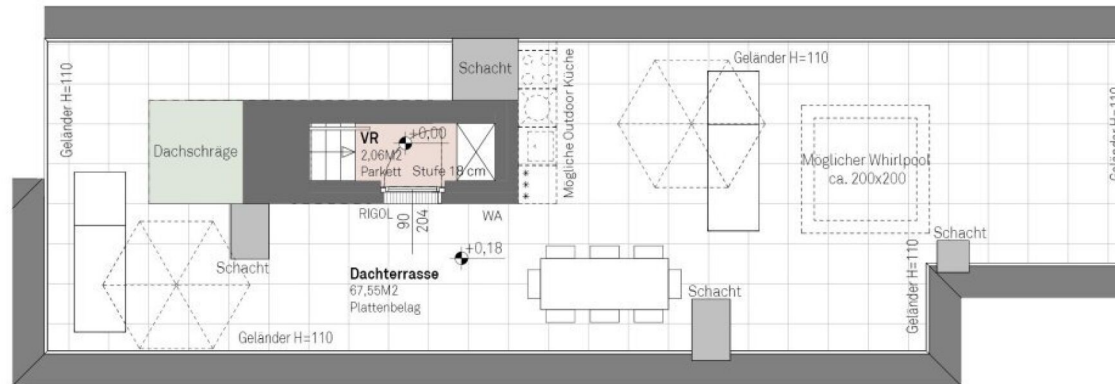 Geländer H=110
Schacht
Mögliche Outdoor Küche
Geländer H=110
Geländer H=110
Dachschräge
VR
2,06M2
Parkett
+0,00
Stufe 18 cm
Möglicher Whirlpool
ca. 200x200
RIGOL
90
204
WA
Schacht
+0,18
Dachterrasse
67,55M2
Plattenbelag
Schacht
Schacht
Geländer H=110
Geländer H=110